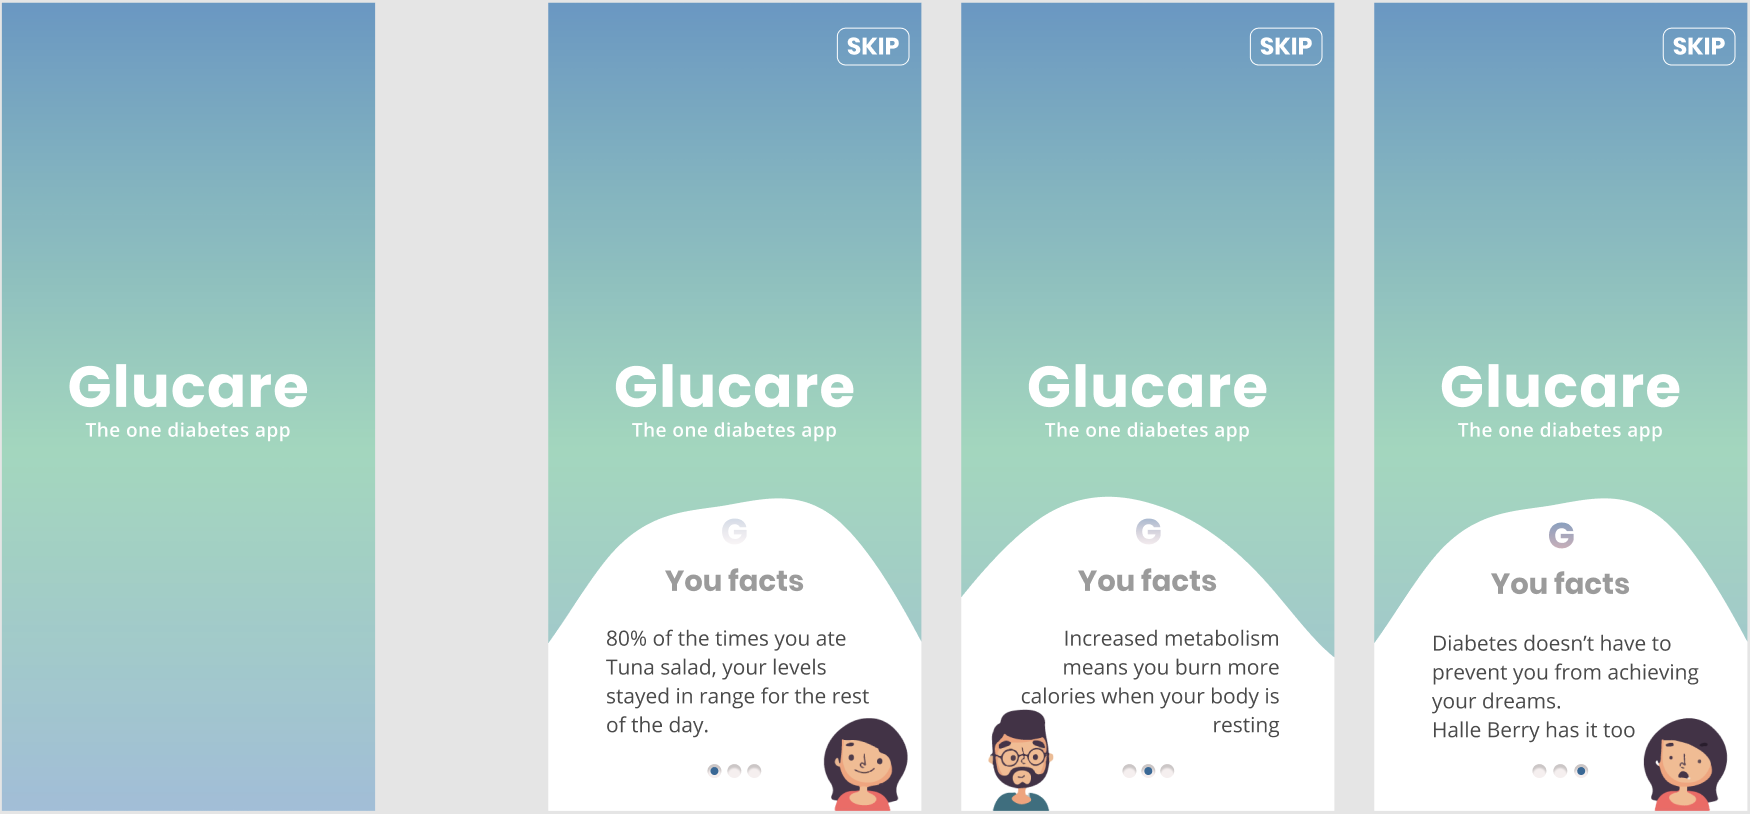 Glucare
The one diabetes app
SKIP
Glucare
The one diabetes app
G
You facts
80% of the times you ate
Tuna salad, your levels
stayed in range for the rest
of the day.
SKIP
Glucare
The one diabetes app
G
You facts
Increased metabolism
means you burn more
calories when your body is
resting
SKIP
Glucare
The one diabetes app
G
You facts
Diabetes doesn’t have to
prevent you from achieving
your dreams.
Halle Berry has it too